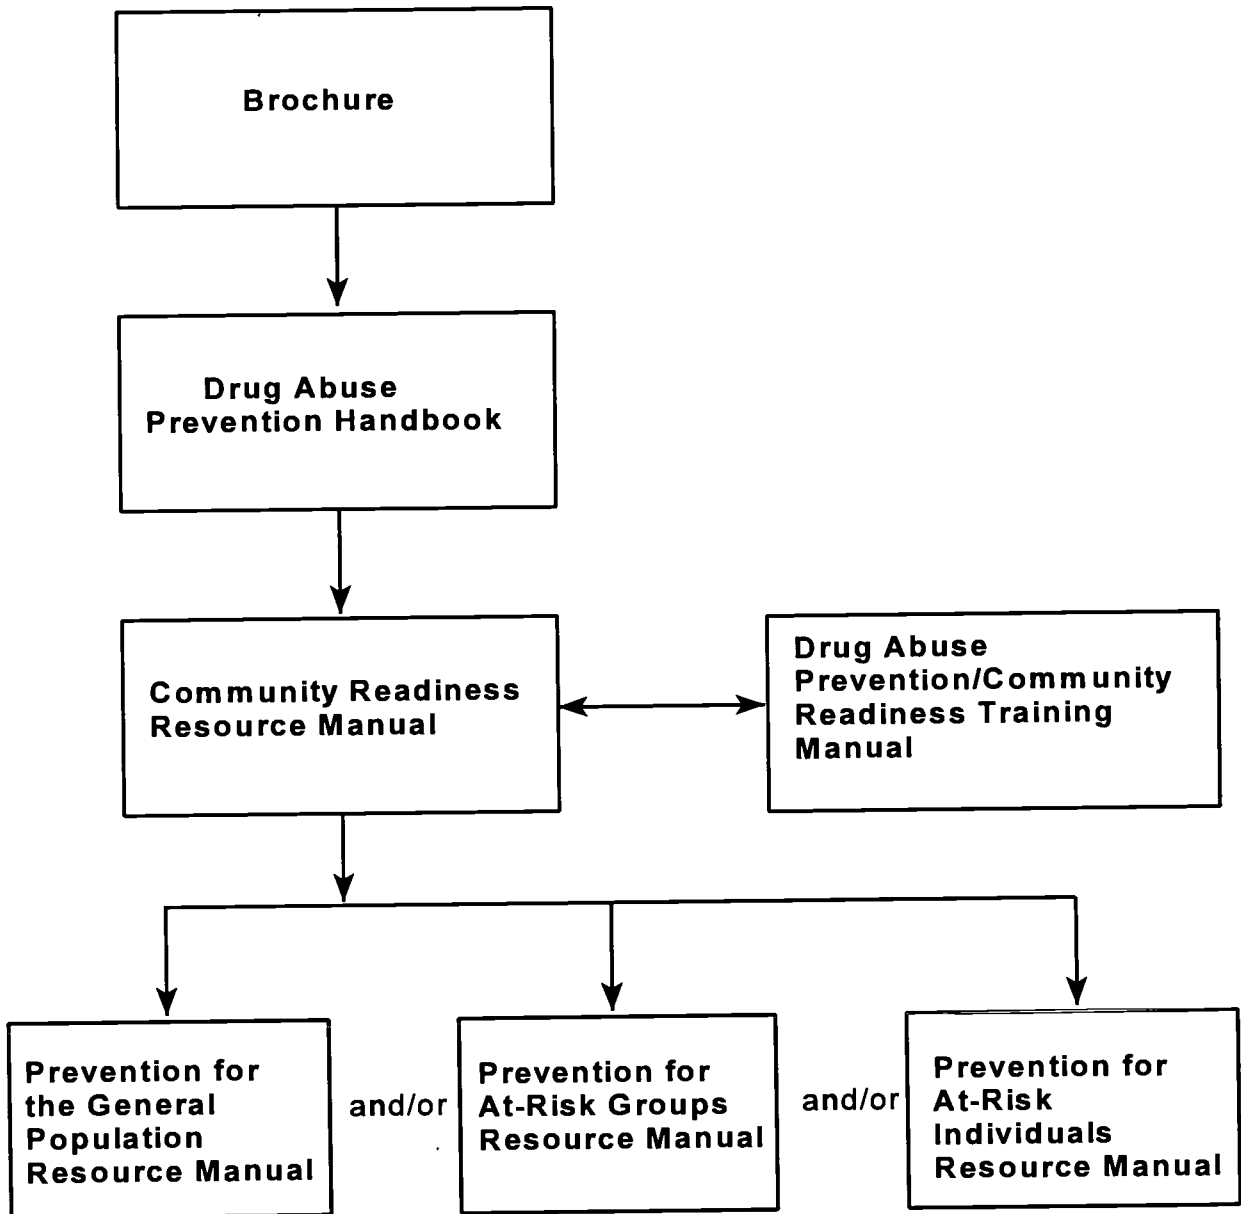 Brochure
Drug Abuse
Prevention Handbook
Community Readiness
Resource Manual
Drug Abuse
Prevention/Community
Readiness Training
Manual
Prevention for
the General
Population
Resource Manual
and/or
Prevention for
At-Risk Groups
Resource Manual
and/or
Prevention for
At-Risk
Individuals
Resource Manual